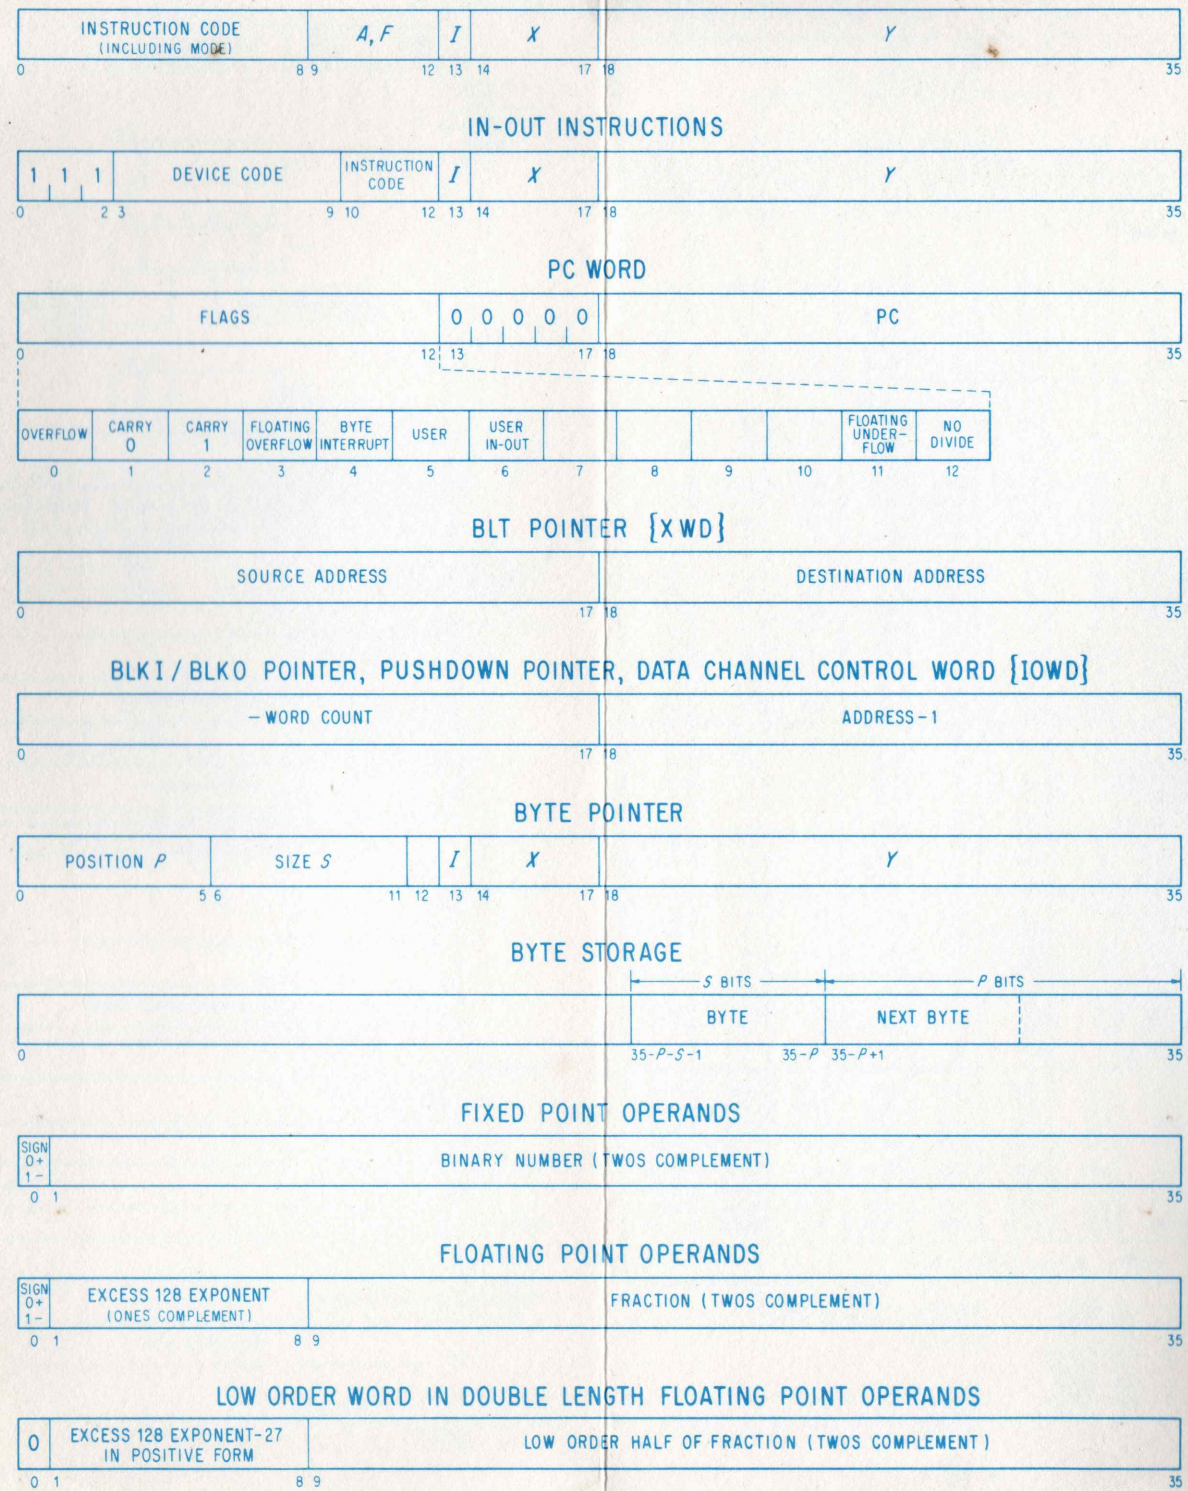 INSTRUCTION CODE A, F I X Y
(INCLUDING MODE)
0 8 9 12 13 14 17 18 35
IN-OUT INSTRUCTIONS
1 1 1 DEVICE CODE INSTRUCTION CODE I X Y
0 2 3 9 10 12 13 14 17 18 35
PC WORD
FLAGS 0 0 0 0 0 PC
0 12 13 17 18 35
OVERFLOW CARRY 0 CARRY 1 FLOATING OVERFLOW BYTE INTERRUPT USER USER IN-OUT FLOATING UNDER-FLOW NO DIVIDE
0 1 2 3 4 5 6 7 8 9 10 11 12
BLT POINTER {XWD}
SOURCE ADDRESS DESTINATION ADDRESS
0 17 18 35
BLKI/BLKO POINTER, PUSHDOWN POINTER, DATA CHANNEL CONTROL WORD {IOWD}
-WORD COUNT ADDRESS-1
0 17 18 35
BYTE POINTER
POSITION P SIZE S I X Y
0 5 6 11 12 13 14 17 18 35
BYTE STORAGE
S BITS P BITS
BYTE NEXT BYTE
0 35-P-S-1 35-P 35-P+1 35
FIXED POINT OPERANDS
SIGN
0+
1-
BINARY NUMBER (TWOS COMPLEMENT)
0 1 35
FLOATING POINT OPERANDS
SIGN
0+
1-
EXCESS 128 EXPONENT
(ONES COMPLEMENT)
FRACTION (TWOS COMPLEMENT)
0 1 8 9 35
LOW ORDER WORD IN DOUBLE LENGTH FLOATING POINT OPERANDS
0
EXCESS 128 EXPONENT-27
IN POSITIVE FORM
LOW ORDER HALF OF FRACTION (TWOS COMPLEMENT)
0 1 8 9 35